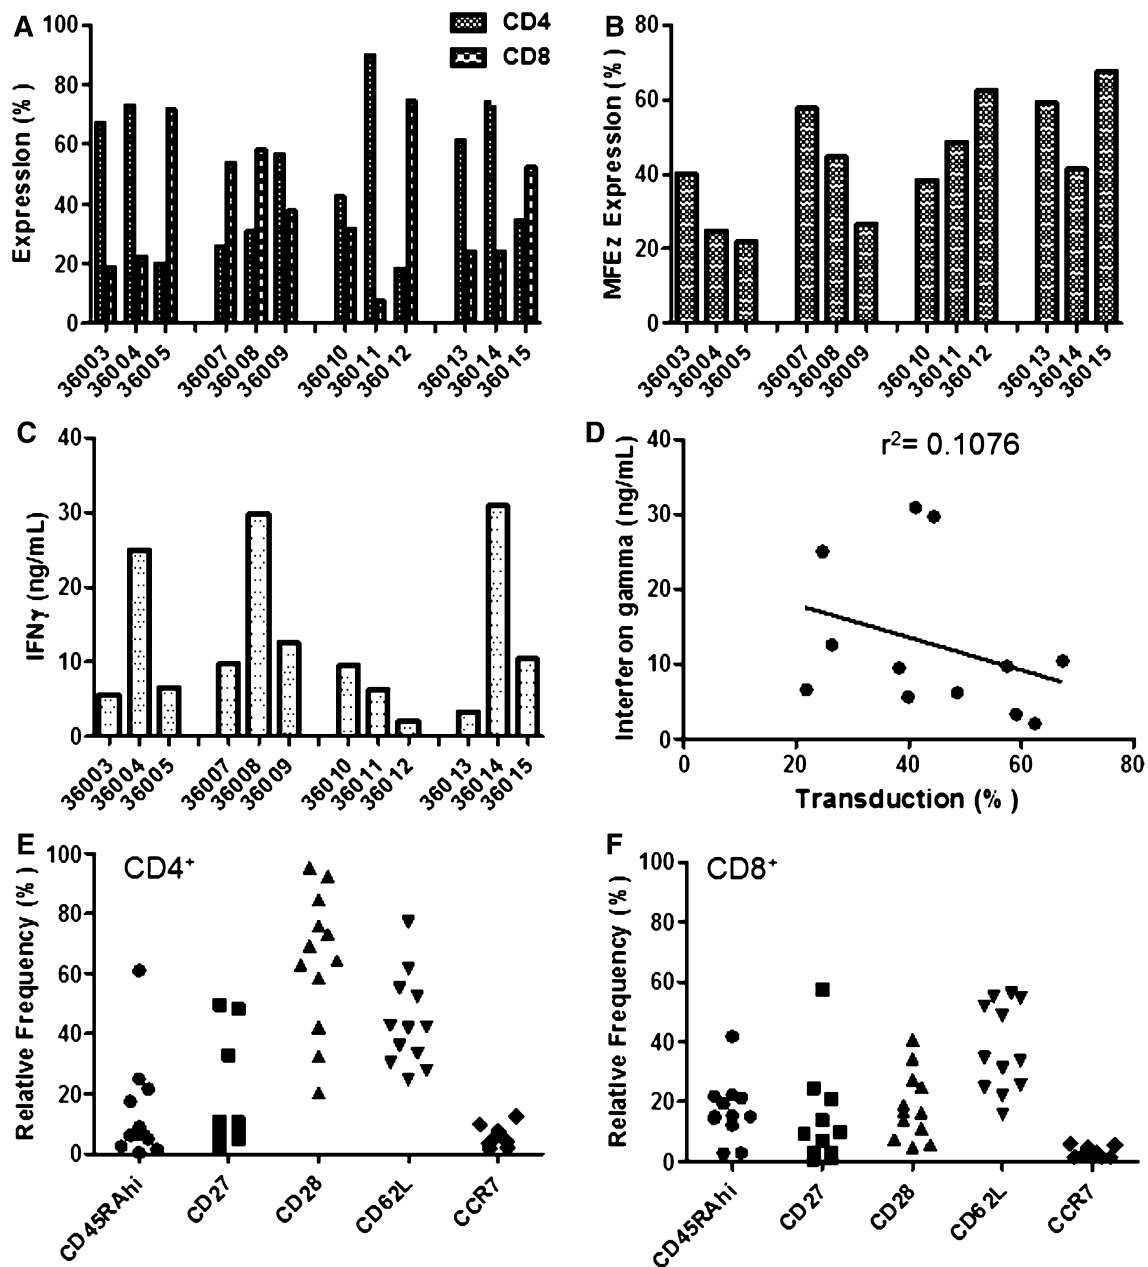 A
CD4
CD8
Expression (%)
100
80
60
40
20
0
36003
36004
36005
36007
36008
36009
36010
36011
36012
36013
36014
36015
B
MFEz Expression (%)
80
60
40
20
0
36003
36004
36005
36007
36008
36009
36010
36011
36012
36013
36014
36015
C
IFNγ (ng/mL)
40
30
20
10
0
36003
36004
36005
36007
36008
36009
36010
36011
36012
36013
36014
36015
D
r²= 0.1076
Interferon gamma (ng/mL)
40
30
20
10
0
0
20
40
60
80
Transduction (%)
E
CD4⁺
Relative Frequency (%)
100
80
60
40
20
0
CD45RAhi
CD27
CD28
CD62L
CCR7
F
CD8⁺
Relative Frequency (%)
100
80
60
40
20
0
CD45RAhi
CD27
CD28
CD62L
CCR7